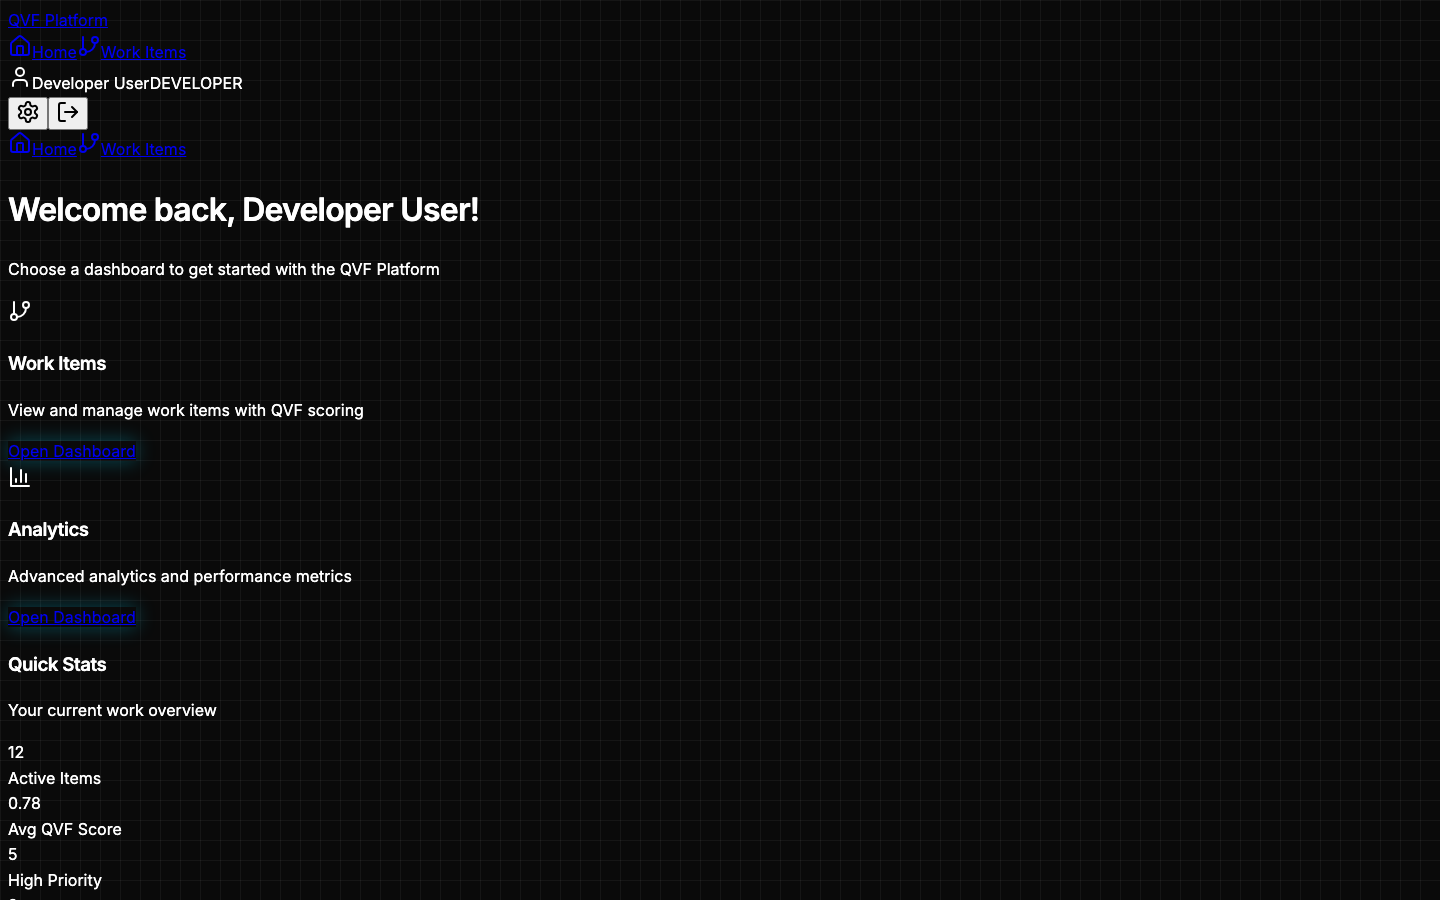 QVF Platform
Home Work Items
Developer UserDEVELOPER
Home Work Items
Welcome back, Developer User!
Choose a dashboard to get started with the QVF Platform
Work Items
View and manage work items with QVF scoring
Open Dashboard
Analytics
Advanced analytics and performance metrics
Open Dashboard
Quick Stats
Your current work overview
12
Active Items
0.78
Avg QVF Score
5
High Priority